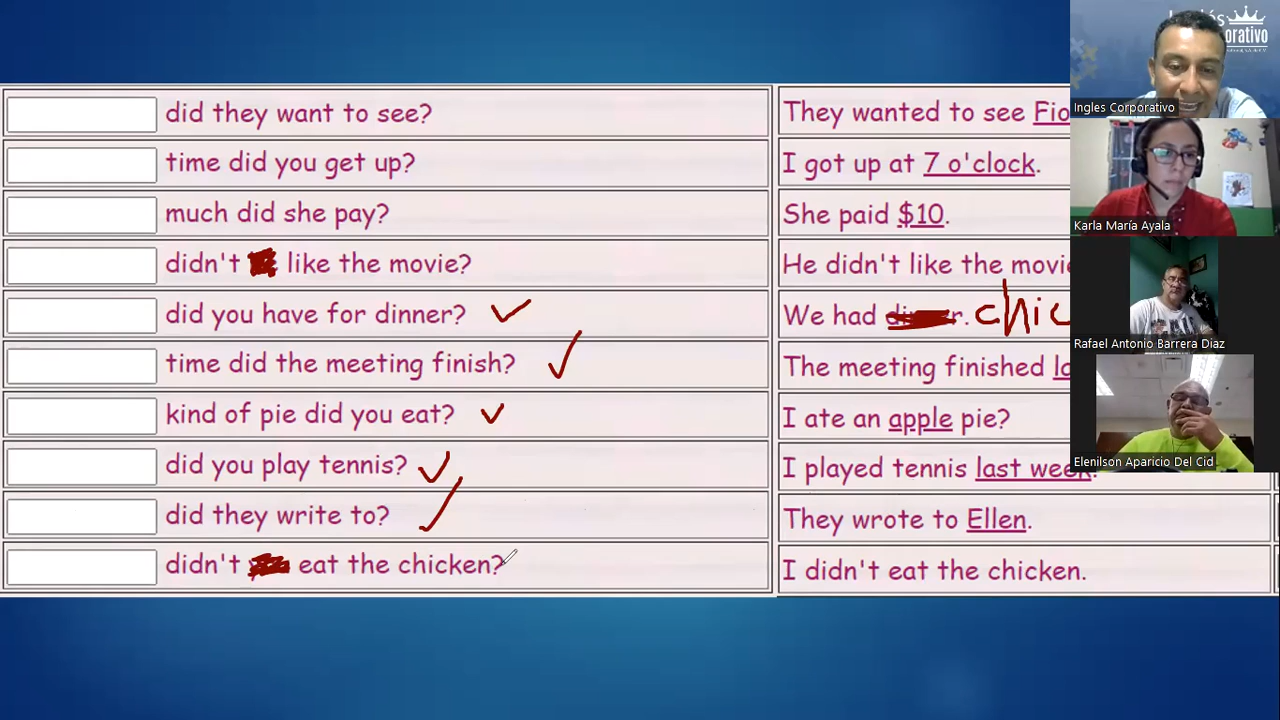 did they want to see? They wanted to see Fio
time did you get up? I got up at 7 o'clock.
much did she pay? She paid $10.
didn't like the movie? He didn't like the movie
did you have for dinner? We had dinner. chic
time did the meeting finish? The meeting finished la
kind of pie did you eat? I ate an apple pie?
did you play tennis? I played tennis last week.
did they write to? They wrote to Ellen.
didn't eat the chicken? I didn't eat the chicken.
orativo
Ingles Corporativo
Karla María Ayala
Rafael Antonio Barrera Diaz
Elenilson Aparicio Del Cid